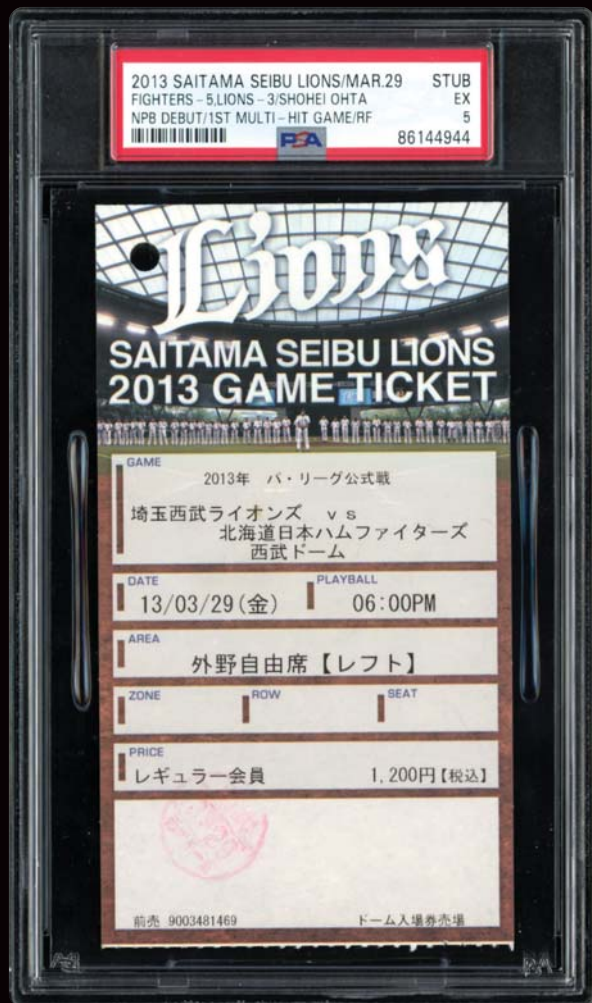 2013 SAITAMA SEIBU LIONS/MAR.29 STUB
FIGHTERS-5,LIONS-3/SHOHEI OHTA EX
NPB DEBUT/1ST MULTI-HIT GAME/RF 5
PSA 86144944
Lions
SAITAMA SEIBU LIONS
2013 GAME TICKET
GAME
2013年 パ・リーグ公式戦
埼玉西武ライオンズ vs
北海道日本ハムファイターズ
西武ドーム
DATE PLAYBALL
13/03/29(金) 06:00PM
AREA
外野自由席【レフト】
ZONE ROW SEAT
PRICE
レギュラー会員 1,200円【税込】
前売 9003481469 ドーム入場券売場